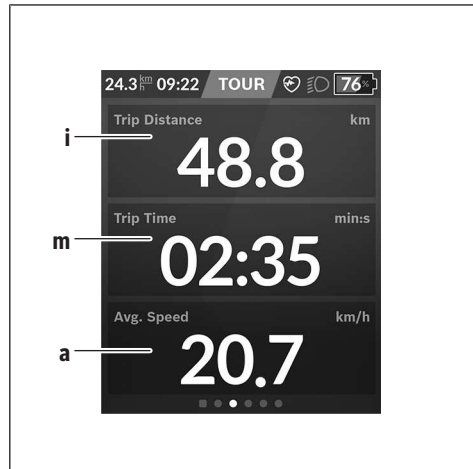 24.3 km/h 09:22 TOUR 76%
Trip Distance km
i
48.8
Trip Time min:s
m
02:35
Avg. Speed km/h
a
20.7